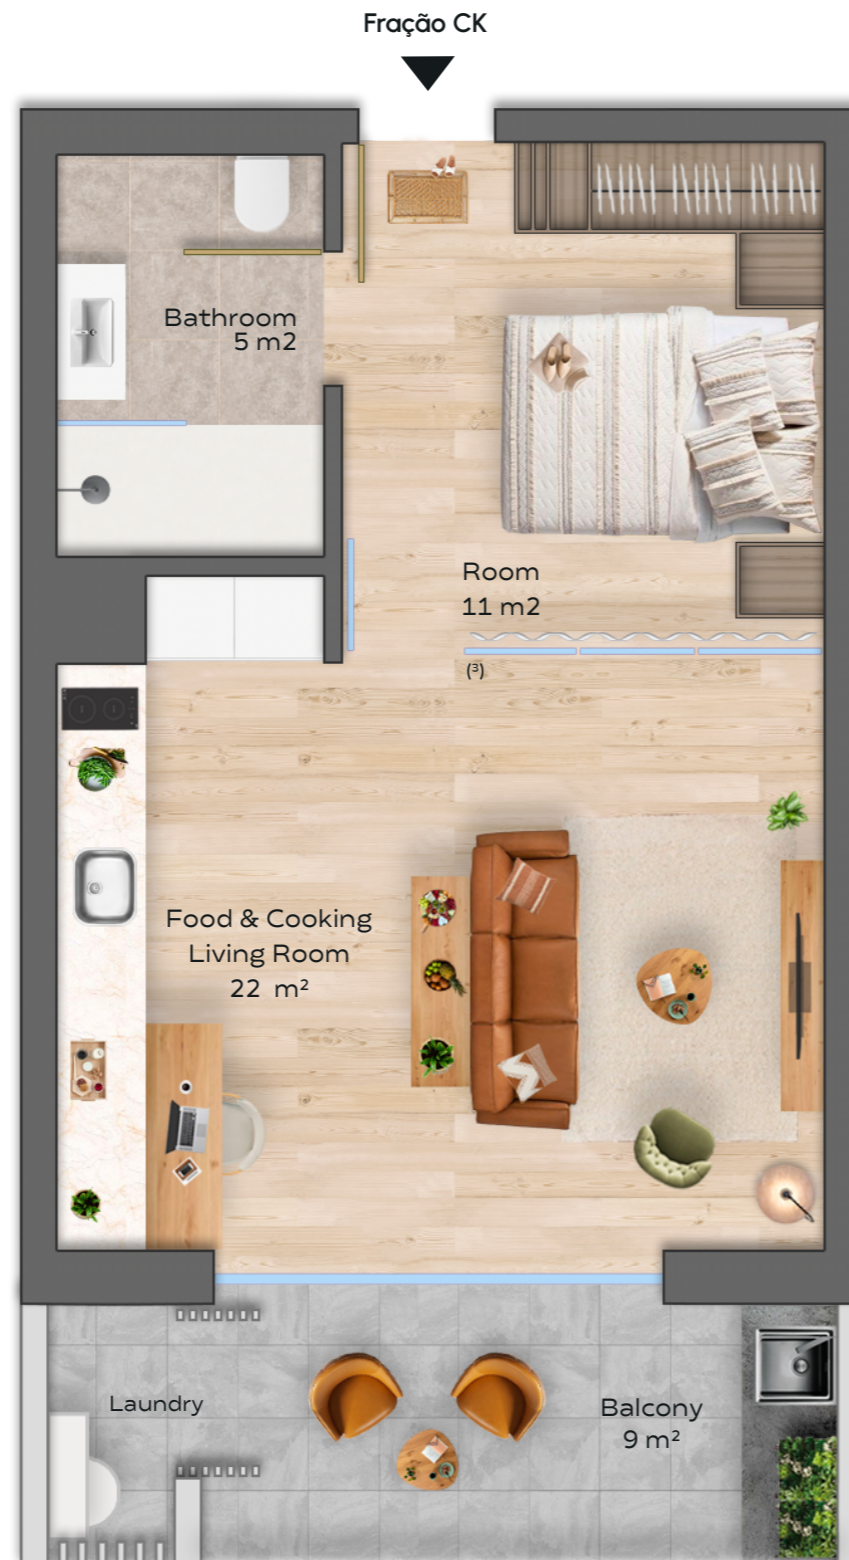 Fração CK
Bathroom
5 m2
Room
11 m2
(³)
Food & Cooking
Living Room
22 m²
Laundry
Balcony
9 m²